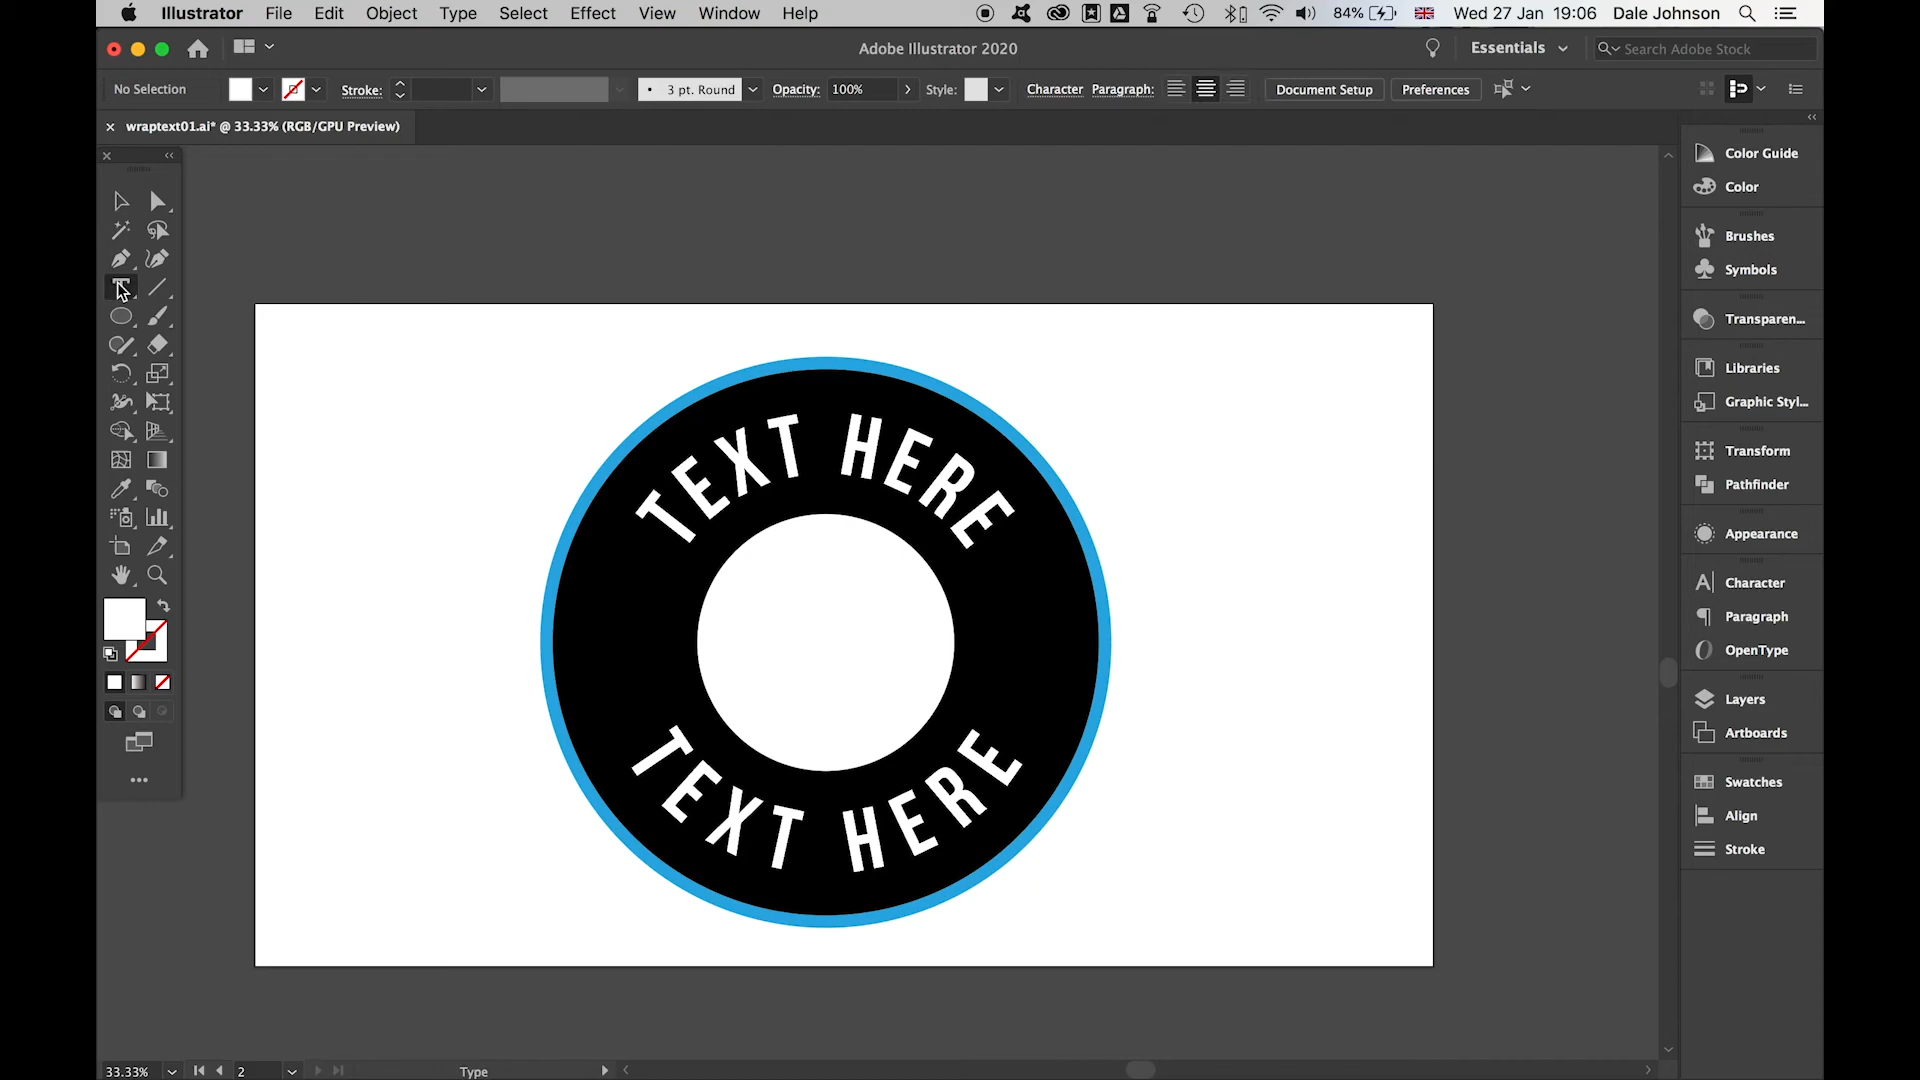 Illustrator File Edit Object Type Select Effect View Window Help 84% Wed 27 Jan 19:06 Dale Johnson
Adobe Illustrator 2020 Essentials Search Adobe Stock
No Selection Stroke: 3 pt. Round Opacity: 100% Style: Character Paragraph: Document Setup Preferences
wraptext01.ai* @ 33.33% (RGB/GPU Preview)
Color Guide
Color
Brushes
Symbols
Transparen...
Libraries
Graphic Styl...
Transform
Pathfinder
Appearance
Character
Paragraph
OpenType
Layers
Artboards
Swatches
Align
Stroke
TEXT HERE
TEXT HERE
33.33% 2 Type